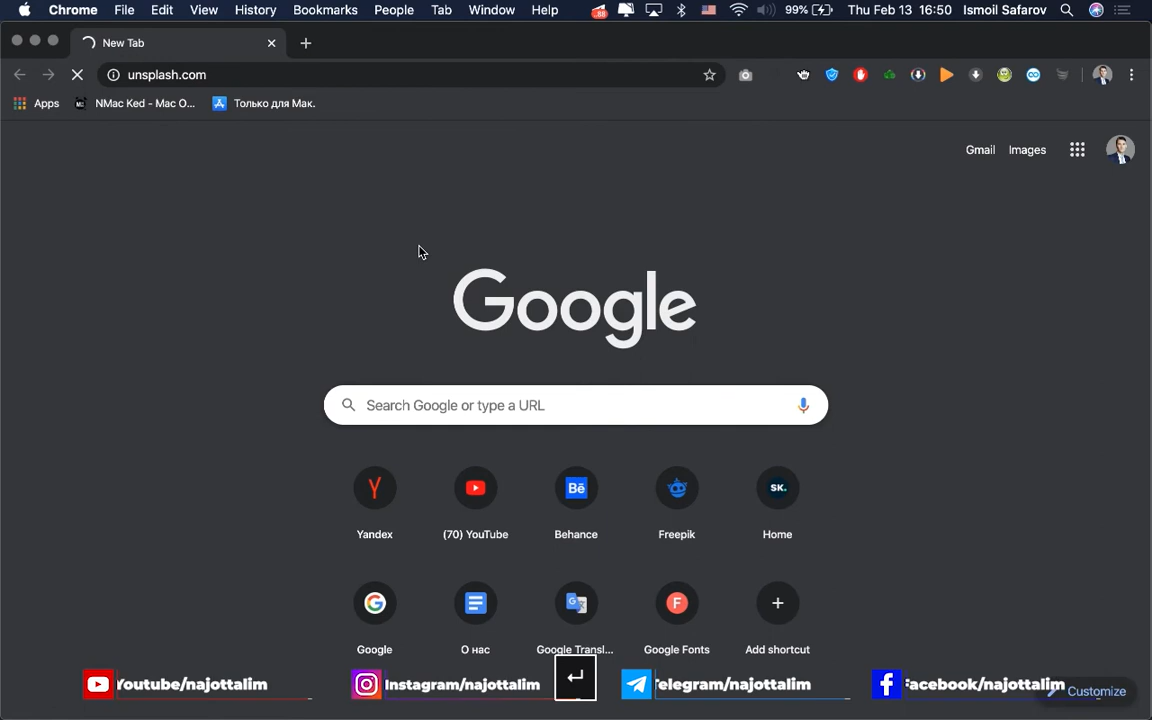 Chrome File Edit View History Bookmarks People Tab Window Help 99% Thu Feb 13 16:50 Ismoil Safarov
New Tab
unsplash.com
Apps NMac Ked - Mac O... Только для Мак.
Gmail Images
Google
Search Google or type a URL
Yandex (70) YouTube Behance Freepik Home
Google О нас Google Transl... Google Fonts Add shortcut
Youtube/najottalim Instagram/najottalim Telegram/najottalim Facebook/najottalim Customize